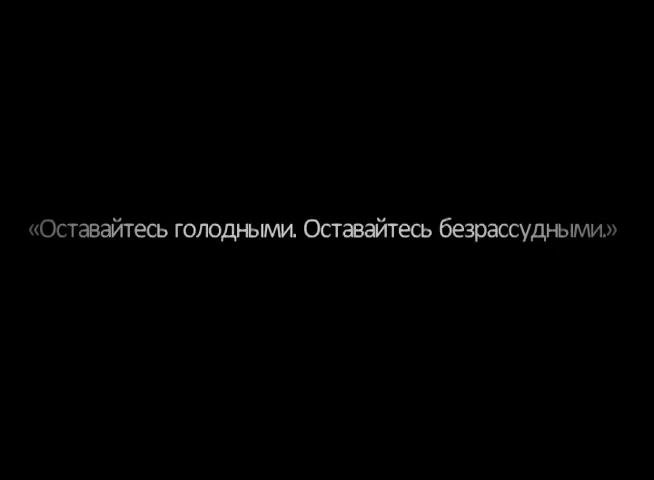 «Оставайтесь голодными. Оставайтесь безрассудными.»